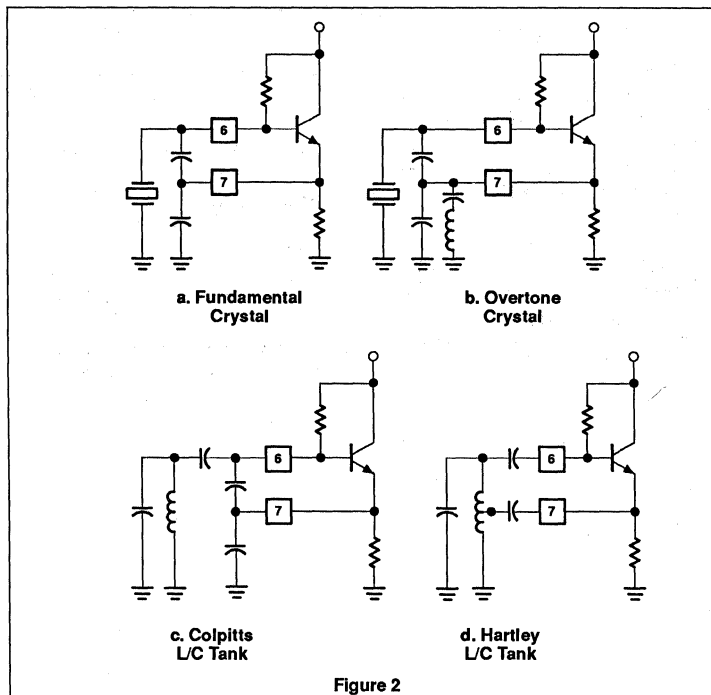 6
7
a. Fundamental
Crystal
6
7
b. Overtone
Crystal
6
7
c. Colpitts
L/C Tank
6
7
d. Hartley
L/C Tank
Figure 2